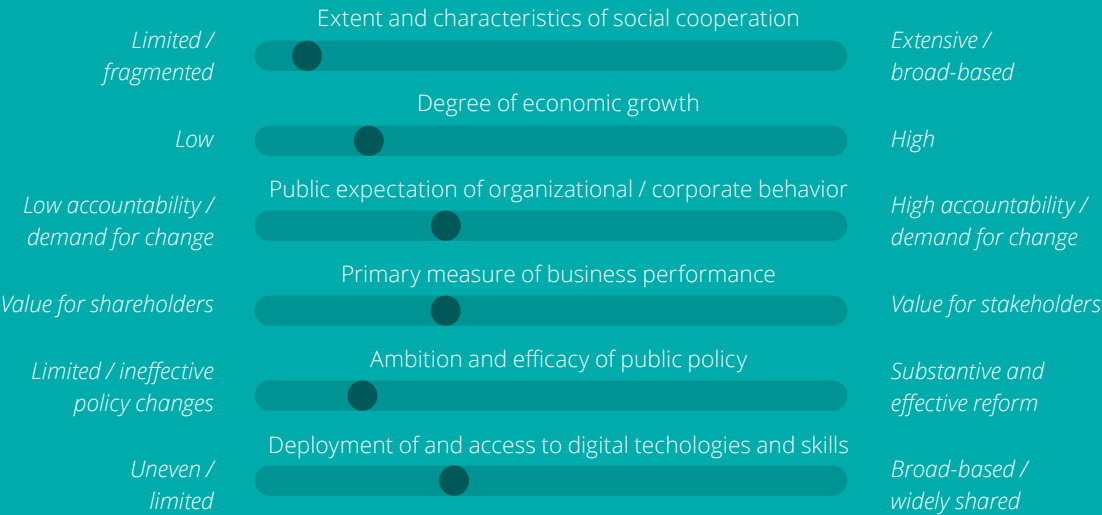 Extent and characteristics of social cooperation
Limited /
fragmented
Extensive /
broad-based
Degree of economic growth
Low
High
Public expectation of organizational / corporate behavior
Low accountability /
demand for change
High accountability /
demand for change
Primary measure of business performance
Value for shareholders
Value for stakeholders
Ambition and efficacy of public policy
Limited / ineffective
policy changes
Substantive and
effective reform
Deployment of and access to digital techologies and skills
Uneven /
limited
Broad-based /
widely shared